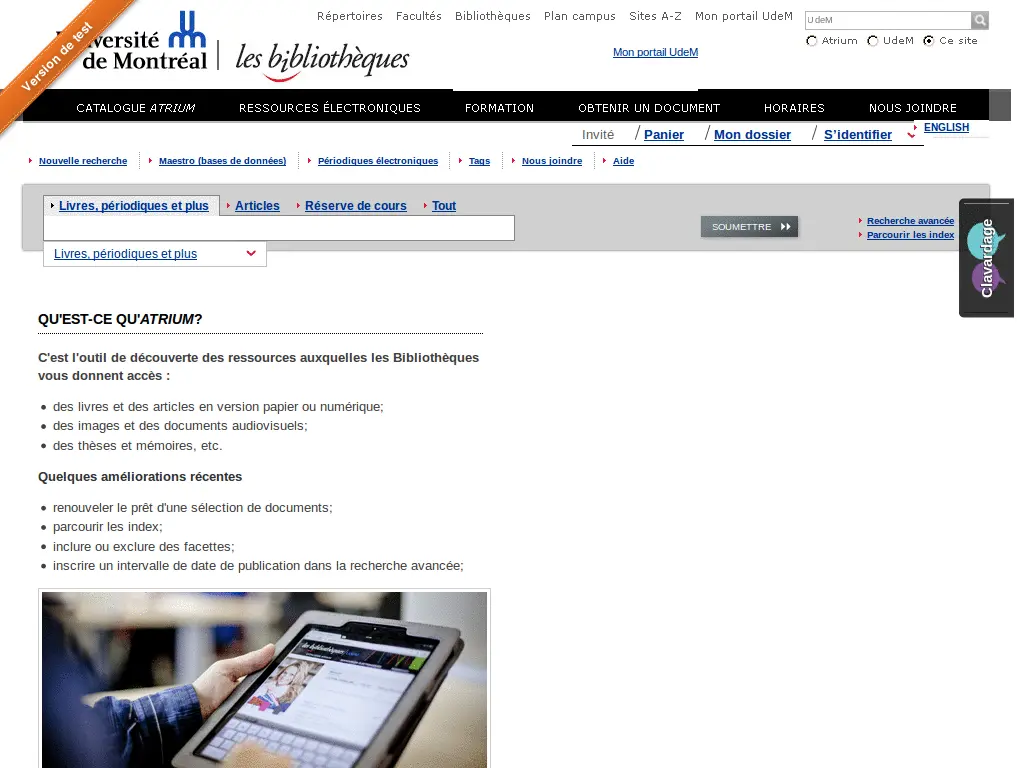 Version de test
Université
de Montréal
les bibliothèques
Répertoires Facultés Bibliothèques Plan campus Sites A-Z Mon portail UdeM
UdeM
Mon portail UdeM
Atrium UdeM Ce site
CATALOGUE ATRIUM RESSOURCES ÉLECTRONIQUES FORMATION OBTENIR UN DOCUMENT HORAIRES NOUS JOINDRE
Invité / Panier / Mon dossier / S'identifier
ENGLISH
Nouvelle recherche Maestro (bases de données) Périodiques électroniques Tags Nous joindre Aide
Livres, périodiques et plus Articles Réserve de cours Tout
SOUMETTRE
Recherche avancée
Parcourir les index
Livres, périodiques et plus
Clavardage
QU'EST-CE QU'ATRIUM?
C'est l'outil de découverte des ressources auxquelles les Bibliothèques
vous donnent accès :
des livres et des articles en version papier ou numérique;
des images et des documents audiovisuels;
des thèses et mémoires, etc.
Quelques améliorations récentes
renouveler le prêt d'une sélection de documents;
parcourir les index;
inclure ou exclure des facettes;
inscrire un intervalle de date de publication dans la recherche avancée;
les bibliothèques